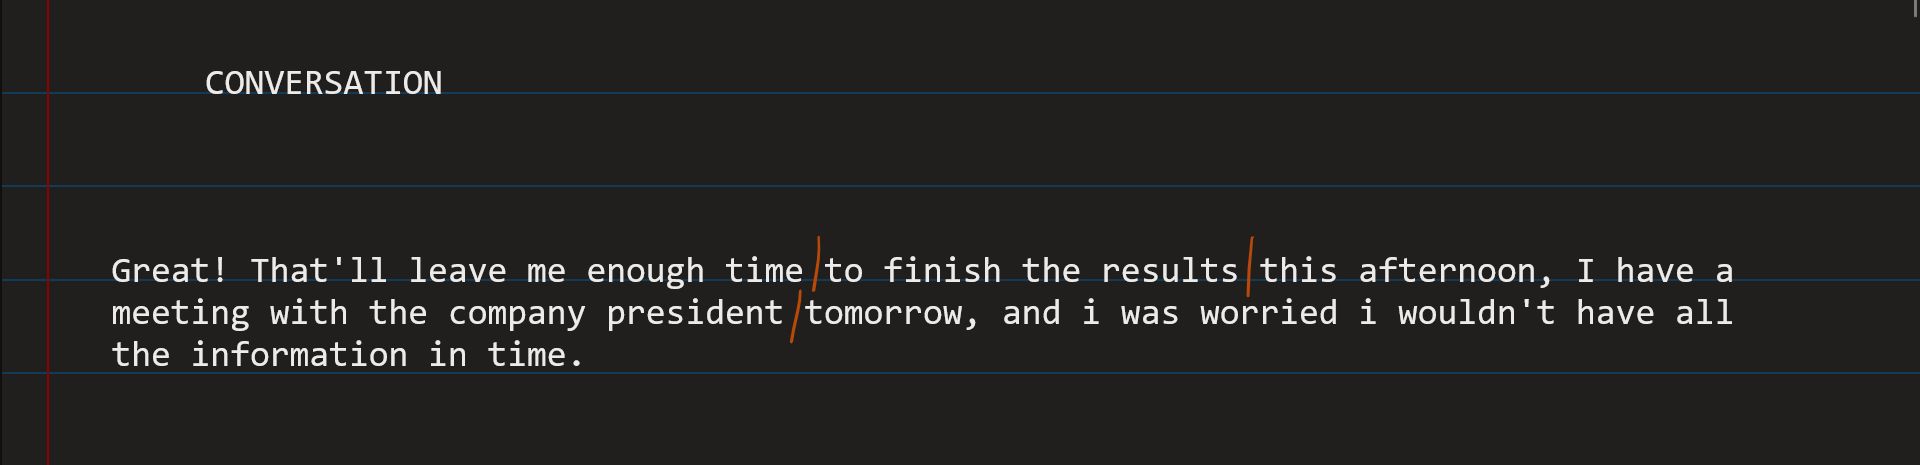 CONVERSATION
Great! That'll leave me enough time to finish the results this afternoon, I have a
meeting with the company president tomorrow, and i was worried i wouldn't have all
the information in time.